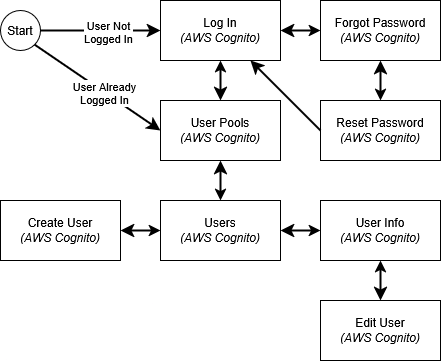 Start
User Not
Logged In
Log In
(AWS Cognito)
Forgot Password
(AWS Cognito)
User Already
Logged In
User Pools
(AWS Cognito)
Reset Password
(AWS Cognito)
Create User
(AWS Cognito)
Users
(AWS Cognito)
User Info
(AWS Cognito)
Edit User
(AWS Cognito)